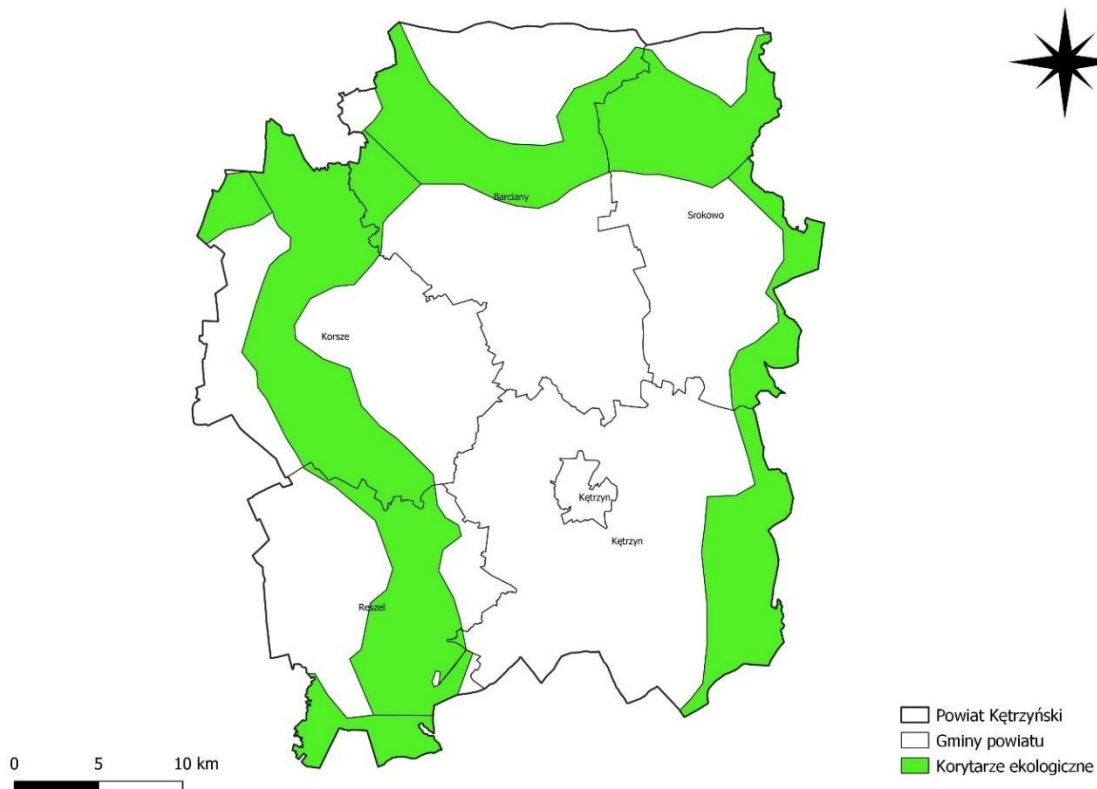 Barciany
Srokowo
Korsze
Kętrzyn
Kętrzyn
Reszel
0 5 10 km
Powiat Kętrzyński
Gminy powiatu
Korytarze ekologiczne